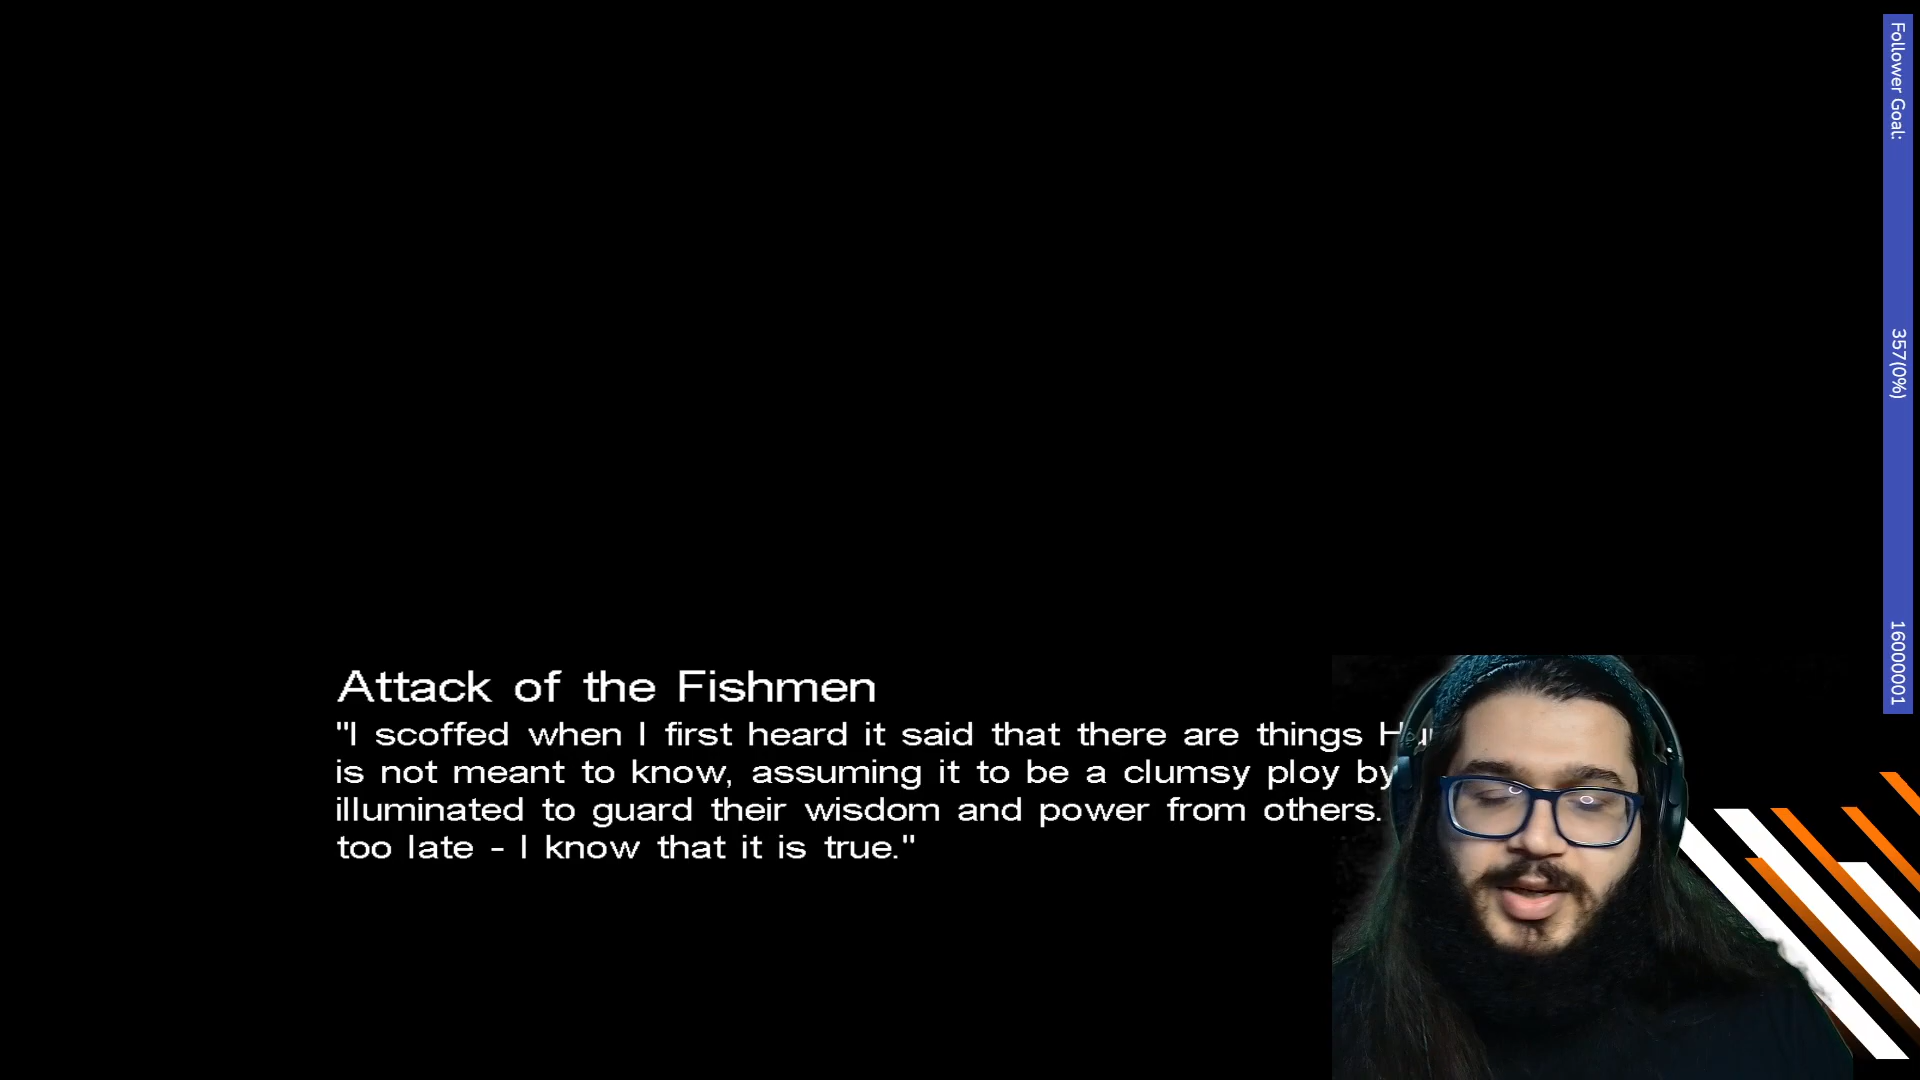 Attack of the Fishmen
"I scoffed when I first heard it said that there are things
is not meant to know, assuming it to be a clumsy ploy by
illuminated to guard their wisdom and power from others.
too late - I know that it is true."
Follower Goal:
357(0%)
16000001